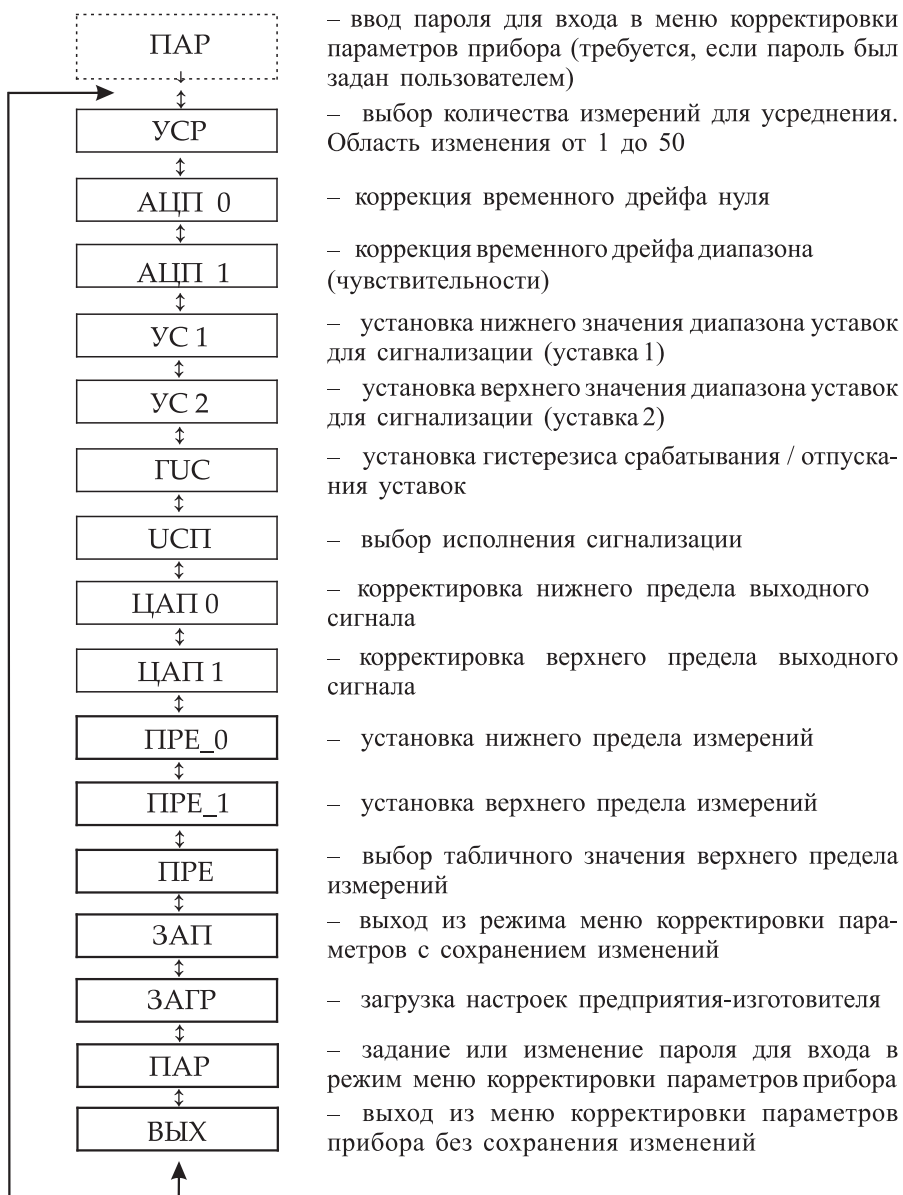 ПАР
– ввод пароля для входа в меню корректировки
параметров прибора (требуется, если пароль был
задан пользователем)
УСР
– выбор количества измерений для усреднения.
Область изменения от 1 до 50
АЦП 0
– коррекция временного дрейфа нуля
АЦП 1
– коррекция временного дрейфа диапазона
(чувствительности)
УС 1
– установка нижнего значения диапазона уставок
для сигнализации (уставка 1)
УС 2
– установка верхнего значения диапазона уставок
для сигнализации (уставка 2)
ГUС
– установка гистерезиса срабатывания / отпуска-
ния уставок
UСП
– выбор исполнения сигнализации
ЦАП 0
– корректировка нижнего предела выходного
сигнала
ЦАП 1
– корректировка верхнего предела выходного
сигнала
ПРЕ_0
– установка нижнего предела измерений
ПРЕ_1
– установка верхнего предела измерений
ПРЕ
– выбор табличного значения верхнего предела
измерений
ЗАП
– выход из режима меню корректировки пара-
метров с сохранением изменений
ЗАГР
– загрузка настроек предприятия-изготовителя
ПАР
– задание или изменение пароля для входа в
режим меню корректировки параметров прибора
ВЫХ
– выход из меню корректировки параметров
прибора без сохранения изменений